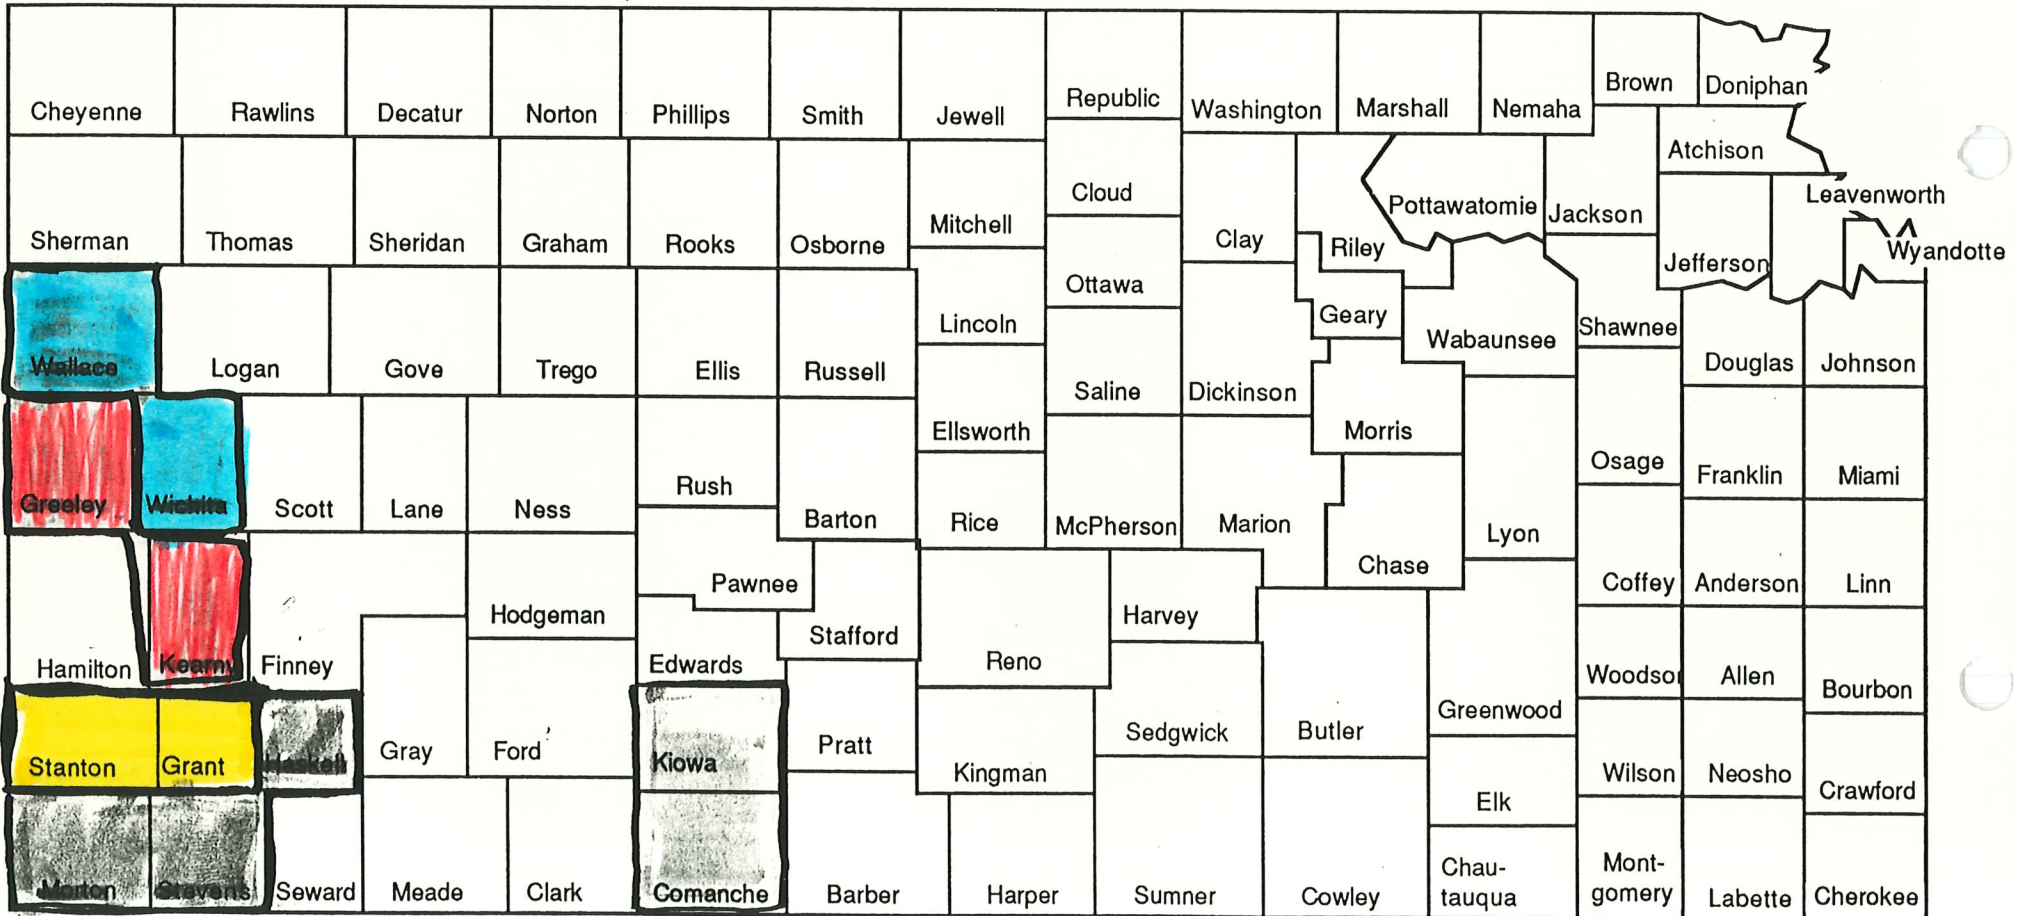 Cheyenne
Rawlins
Decatur
Norton
Phillips
Smith
Jewell
Republic
Washington
Marshall
Nemaha
Brown
Doniphan
Atchison
Sherman
Thomas
Sheridan
Graham
Rooks
Osborne
Mitchell
Cloud
Clay
Riley
Pottawatomie
Jackson
Jefferson
Leavenworth
Wyandotte
Wallace
Logan
Gove
Trego
Ellis
Russell
Lincoln
Ottawa
Saline
Dickinson
Geary
Wabaunsee
Shawnee
Douglas
Johnson
Greeley
Wichita
Scott
Lane
Ness
Rush
Barton
Ellsworth
Rice
McPherson
Marion
Morris
Chase
Lyon
Osage
Franklin
Miami
Hamilton
Kearny
Finney
Hodgeman
Pawnee
Edwards
Stafford
Reno
Harvey
Coffey
Anderson
Linn
Stanton
Grant
Haskell
Gray
Ford
Kiowa
Pratt
Kingman
Sedgwick
Butler
Greenwood
Woodson
Allen
Bourbon
Elk
Wilson
Neosho
Crawford
Morton
Stevens
Seward
Meade
Clark
Comanche
Barber
Harper
Sumner
Cowley
Chau-
tauqua
Mont-
gomery
Labette
Cherokee